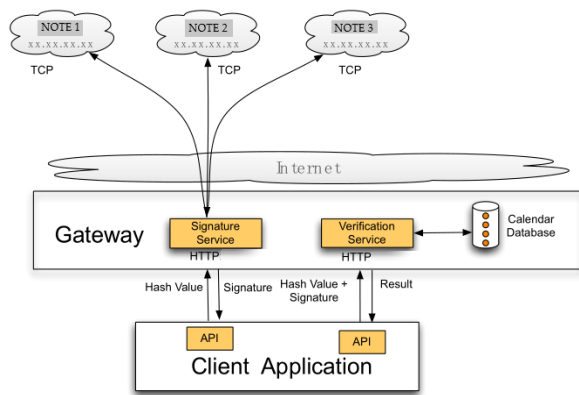 NOTE 1
xx.xx.xx.xx
NOTE 2
xx.xx.xx.xx
NOTE 3
xx.xx.xx.xx
TCP
TCP
TCP
Internet
Gateway
Signature
Service
HTTP
Verification
Service
HTTP
Calendar
Database
Hash Value
Signature
Hash Value +
Signature
Result
API
API
Client Application